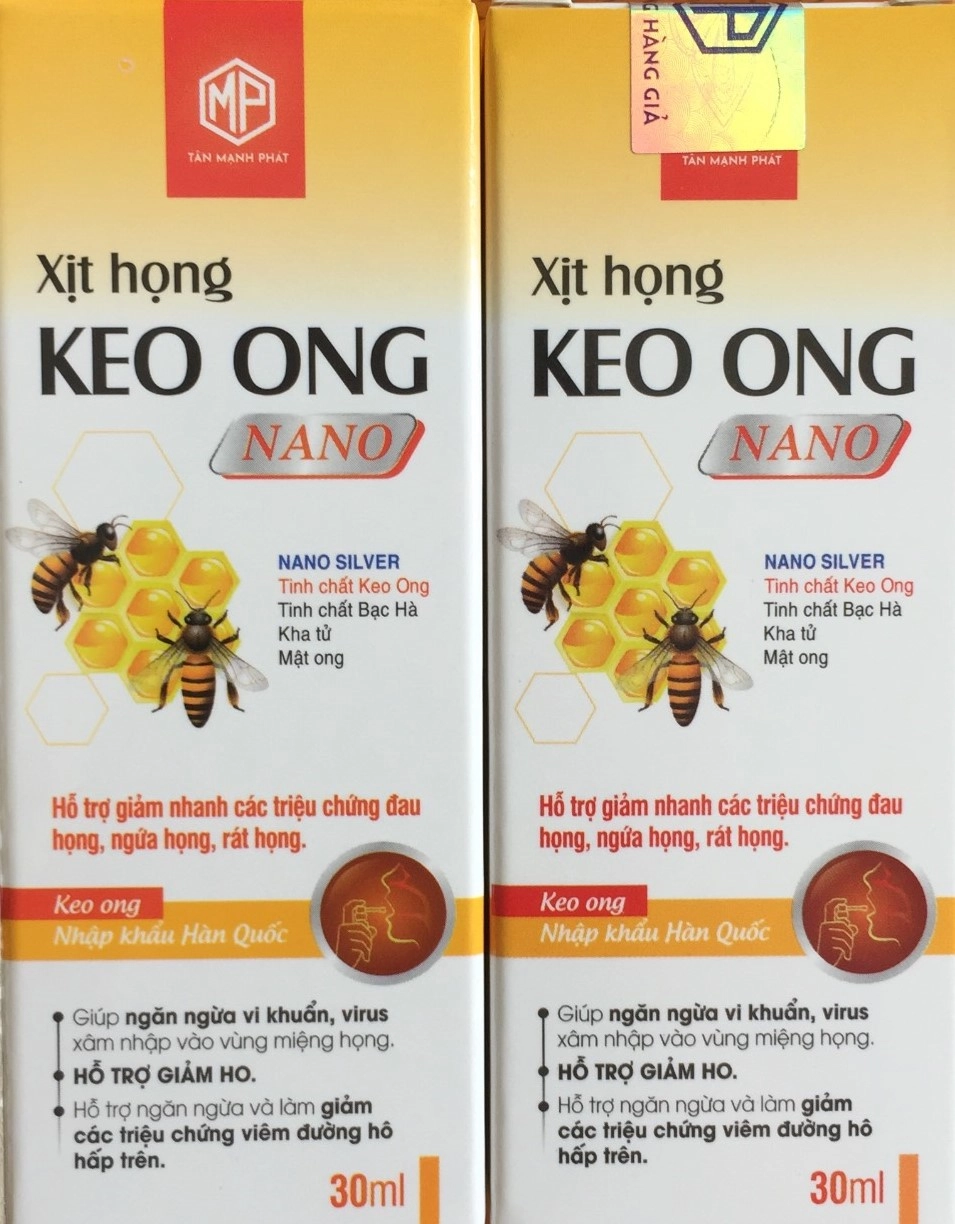 MP
TÂN MẠNH PHÁT
Xịt họng
KEO ONG
NANO
NANO SILVER
Tinh chất Keo Ong
Tinh chất Bạc Hà
Kha tử
Mật ong
Hỗ trợ giảm nhanh các triệu chứng đau
họng, ngứa họng, rát họng.
Keo ong
Nhập khẩu Hàn Quốc
Giúp ngăn ngừa vi khuẩn, virus
xâm nhập vào vùng miệng họng.
HỖ TRỢ GIẢM HO.
Hỗ trợ ngăn ngừa và làm giảm
các triệu chứng viêm đường hô
hấp trên.
30ml
G HÀNG GIẢ
TÂN MẠNH PHÁT
Xịt họng
KEO ONG
NANO
NANO SILVER
Tinh chất Keo Ong
Tinh chất Bạc Hà
Kha tử
Mật ong
Hỗ trợ giảm nhanh các triệu chứng đau
họng, ngứa họng, rát họng.
Keo ong
Nhập khẩu Hàn Quốc
Giúp ngăn ngừa vi khuẩn, virus
xâm nhập vào vùng miệng họng.
HỖ TRỢ GIẢM HO.
Hỗ trợ ngăn ngừa và làm giảm
các triệu chứng viêm đường hô
hấp trên.
30ml